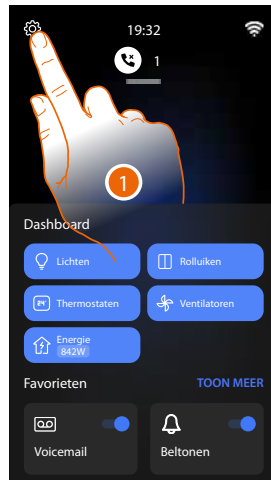 19:32
1
1
Dashboard
Lichten
Rolluiken
Thermostaten
Ventilatoren
Energie
842W
Favorieten
TOON MEER
Voicemail
Beltonen